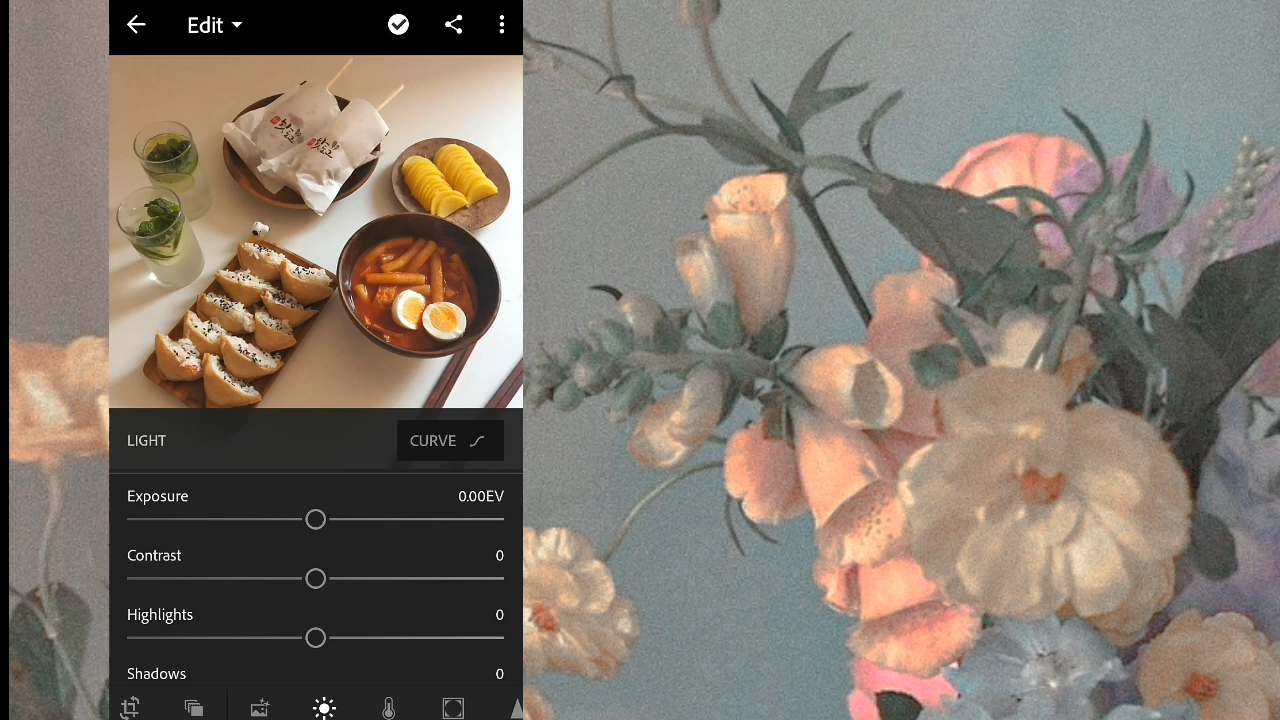 Edit
LIGHT
CURVE
Exposure 0.00EV
Contrast 0
Highlights 0
Shadows 0